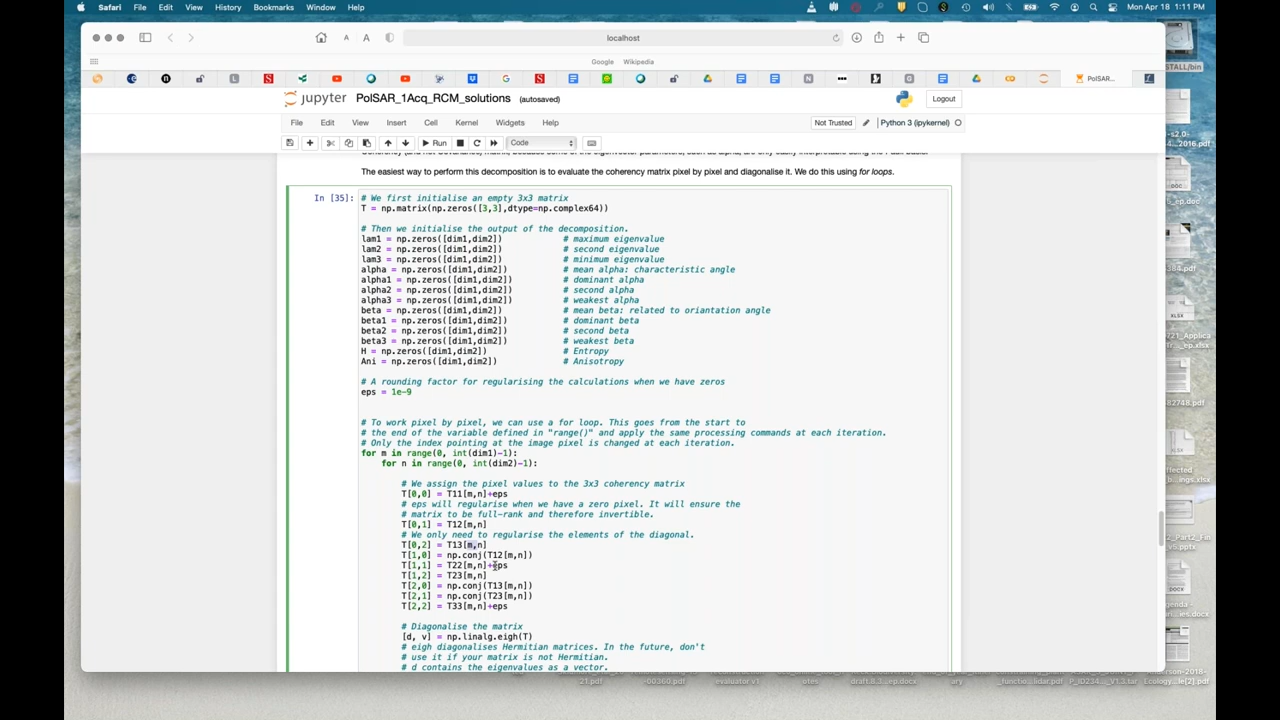 Safari File Edit View History Bookmarks Window Help Mon Apr 18 1:11 PM
A A localhost
Google Wikipedia
PolSAR...
jupyter PolSAR_1Acq_RCM_solutions (autosaved) Logout
File Edit View Insert Cell Kernel Widgets Help Not Trusted Python 3 (ipykernel)
Run Code
The easiest way to perform this decomposition is to evaluate the coherency matrix pixel by pixel and diagonalise it. We do this using for loops.
In [35]: # We first initialise an empty 3x3 matrix
T = np.matrix(np.zeros([3,3],dtype=np.complex64))
# Then we initialise the output of the decomposition.
lam1 = np.zeros([dim1,dim2]) # maximum eigenvalue
lam2 = np.zeros([dim1,dim2]) # second eigenvalue
lam3 = np.zeros([dim1,dim2]) # minimum eigenvalue
alpha = np.zeros([dim1,dim2]) # mean alpha: characteristic angle
alpha1 = np.zeros([dim1,dim2]) # dominant alpha
alpha2 = np.zeros([dim1,dim2]) # second alpha
alpha3 = np.zeros([dim1,dim2]) # weakest alpha
beta = np.zeros([dim1,dim2]) # mean beta: related to oriantation angle
beta1 = np.zeros([dim1,dim2]) # dominant beta
beta2 = np.zeros([dim1,dim2]) # second beta
beta3 = np.zeros([dim1,dim2]) # weakest beta
H = np.zeros([dim1,dim2]) # Entropy
Ani = np.zeros([dim1,dim2]) # Anisotropy
# A rounding factor for regularising the calculations when we have zeros
eps = 1e-9
# To work pixel by pixel, we can use a for loop. This goes from the start to
# the end of the variable defined in "range()" and apply the same processing commands at each iteration.
# Only the index pointing at the image pixel is changed at each iteration.
for m in range(0, int(dim1)-1):
for n in range(0, int(dim2)-1):
# We assign the pixel values to the 3x3 coherency matrix
T[0,0] = T11[m,n]+eps
# eps will regularise when we have a zero pixel. It will ensure the
# matrix to be full-rank and therefore invertible.
T[0,1] = T12[m,n]
# We only need to regularise the elements of the diagonal.
T[0,2] = T13[m,n]
T[1,0] = np.conj(T12[m,n])
T[1,1] = T22[m,n]+eps
T[1,2] = T23[m,n]
T[2,0] = np.conj(T13[m,n])
T[2,1] = np.conj(T23[m,n])
T[2,2] = T33[m,n]+eps
# Diagonalise the matrix
[d, v] = np.linalg.eigh(T)
# eigh diagonalises Hermitian matrices. In the future, don't
# use it if your matrix is not Hermitian.
# d contains the eigenvalues as a vector.